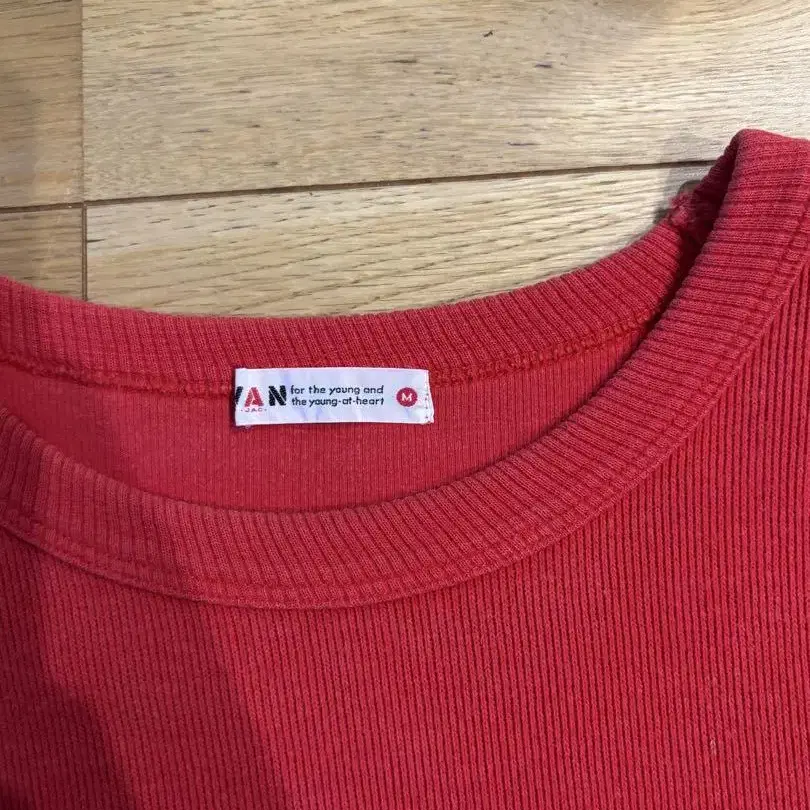 VAN
-JAC-
for the young and
the young-at-heart
M